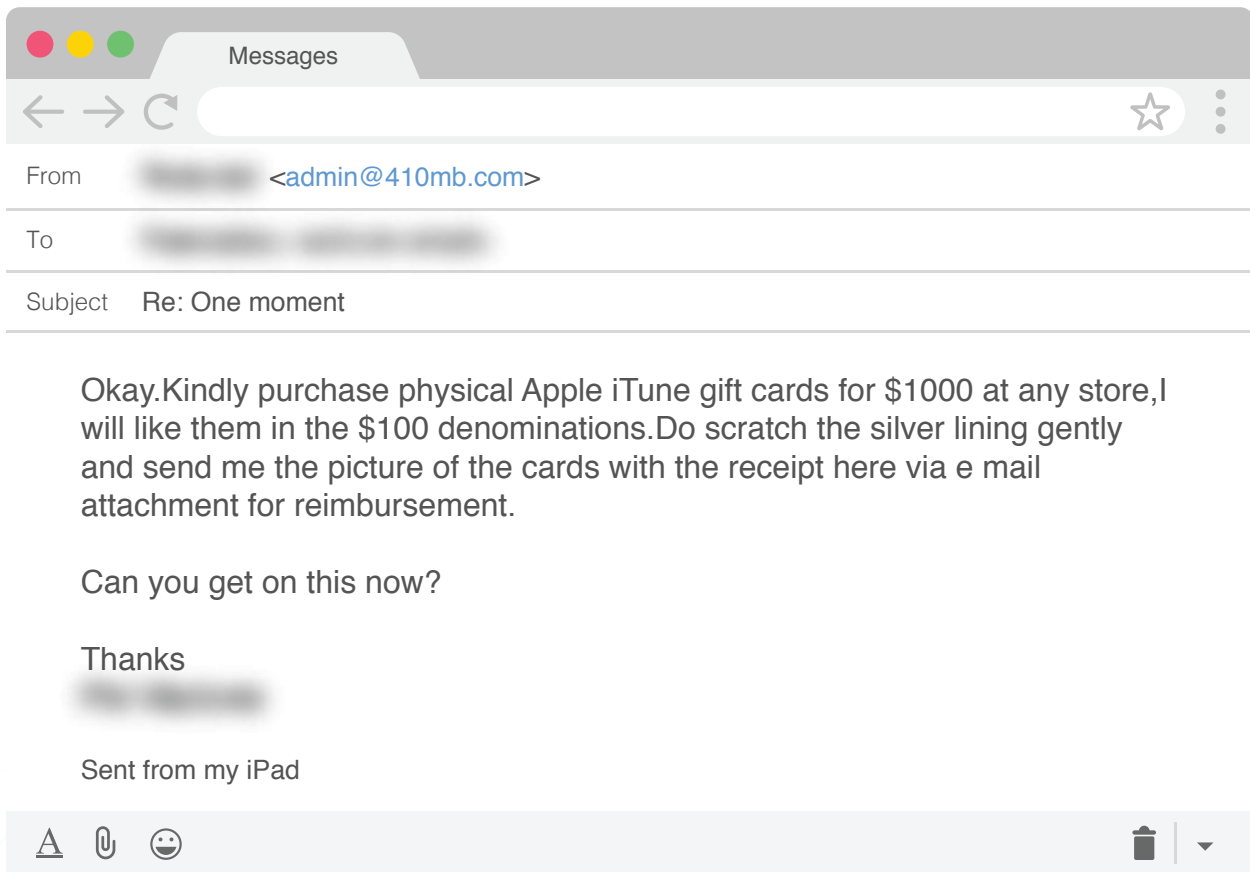 Messages
From <admin@410mb.com>
To
Subject Re: One moment
Okay.Kindly purchase physical Apple iTune gift cards for $1000 at any store,I
will like them in the $100 denominations.Do scratch the silver lining gently
and send me the picture of the cards with the receipt here via e mail
attachment for reimbursement.
Can you get on this now?
Thanks
Sent from my iPad
A